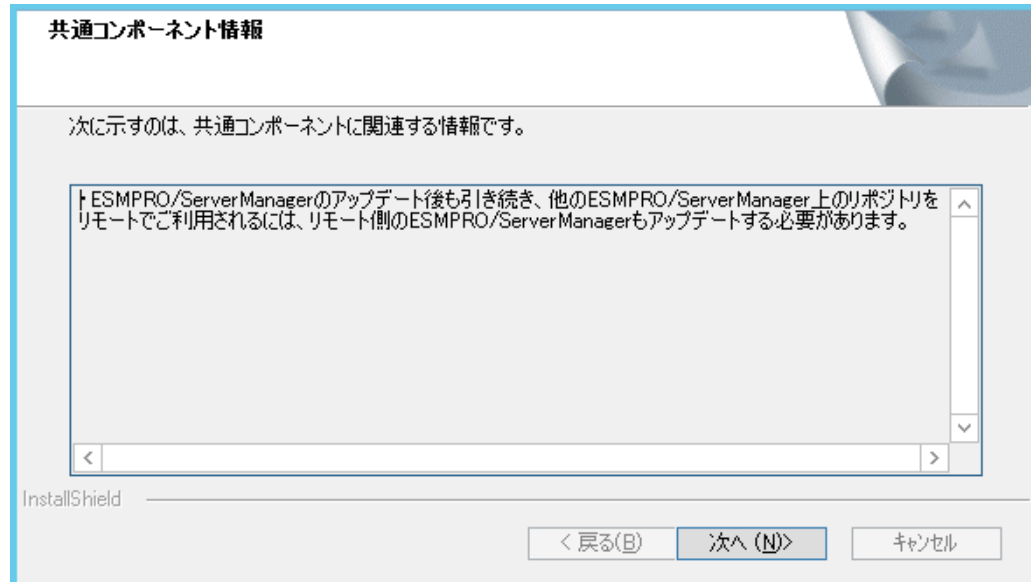 共通コンポーネント情報
次に示すのは、共通コンポーネントに関連する情報です。
・ESMPRO/ServerManagerのアップデート後も引き続き、他のESMPRO/ServerManager上のリポジトリを
リモートでご利用されるには、リモート側のESMPRO/ServerManagerもアップデートする必要があります。
InstallShield
< 戻る(B)
次へ (N)>
キャンセル